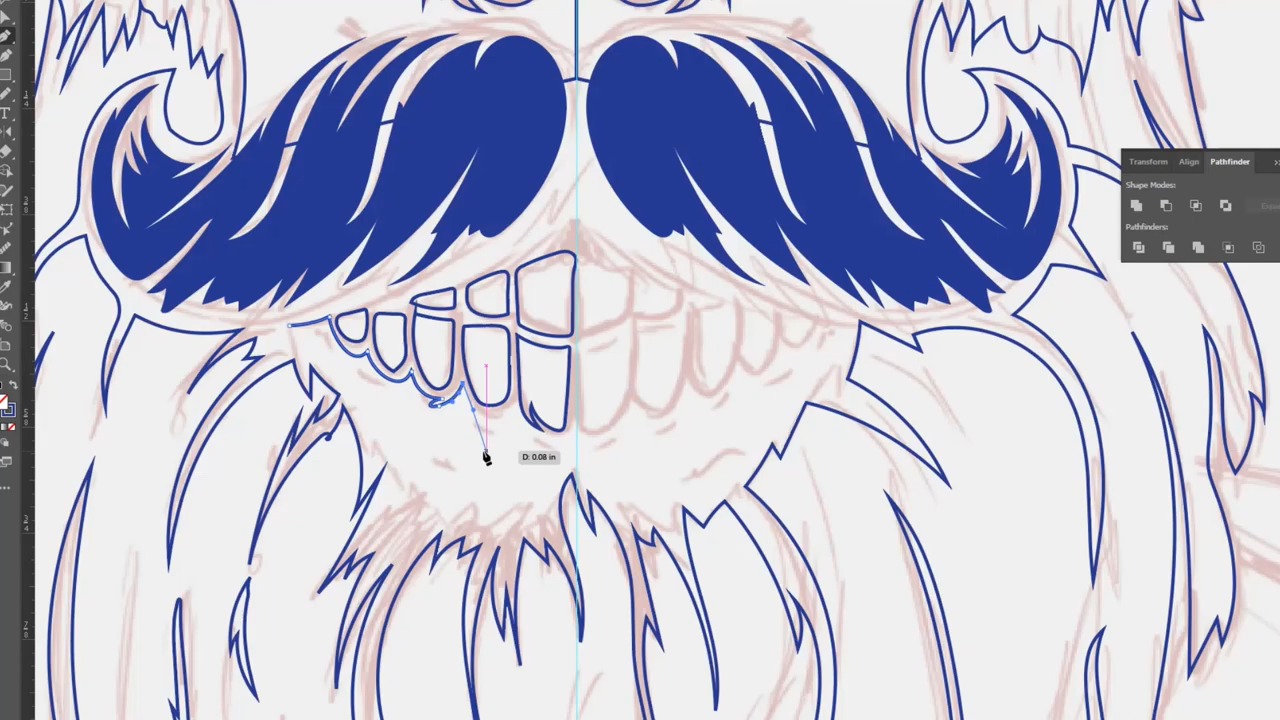 Transform Align Pathfinder
Shape Modes:
Pathfinders:
D: 0.08 in